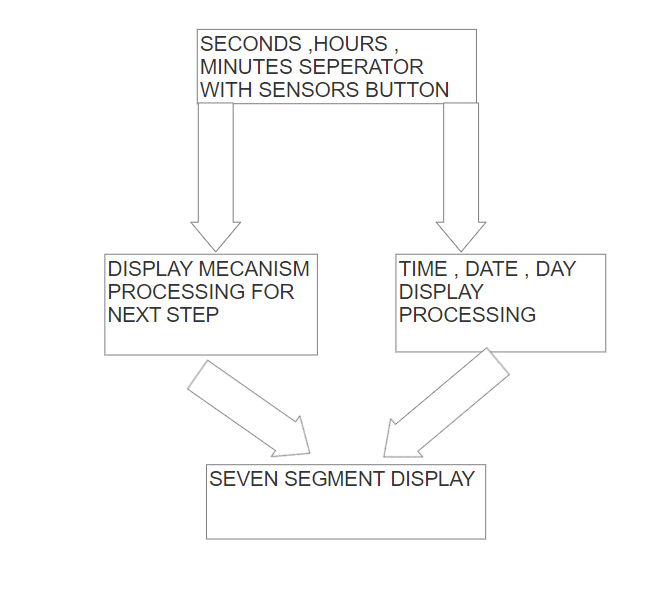 SECONDS ,HOURS ,
MINUTES SEPERATOR
WITH SENSORS BUTTON
DISPLAY MECANISM
PROCESSING FOR
NEXT STEP
TIME , DATE , DAY
DISPLAY
PROCESSING
SEVEN SEGMENT DISPLAY